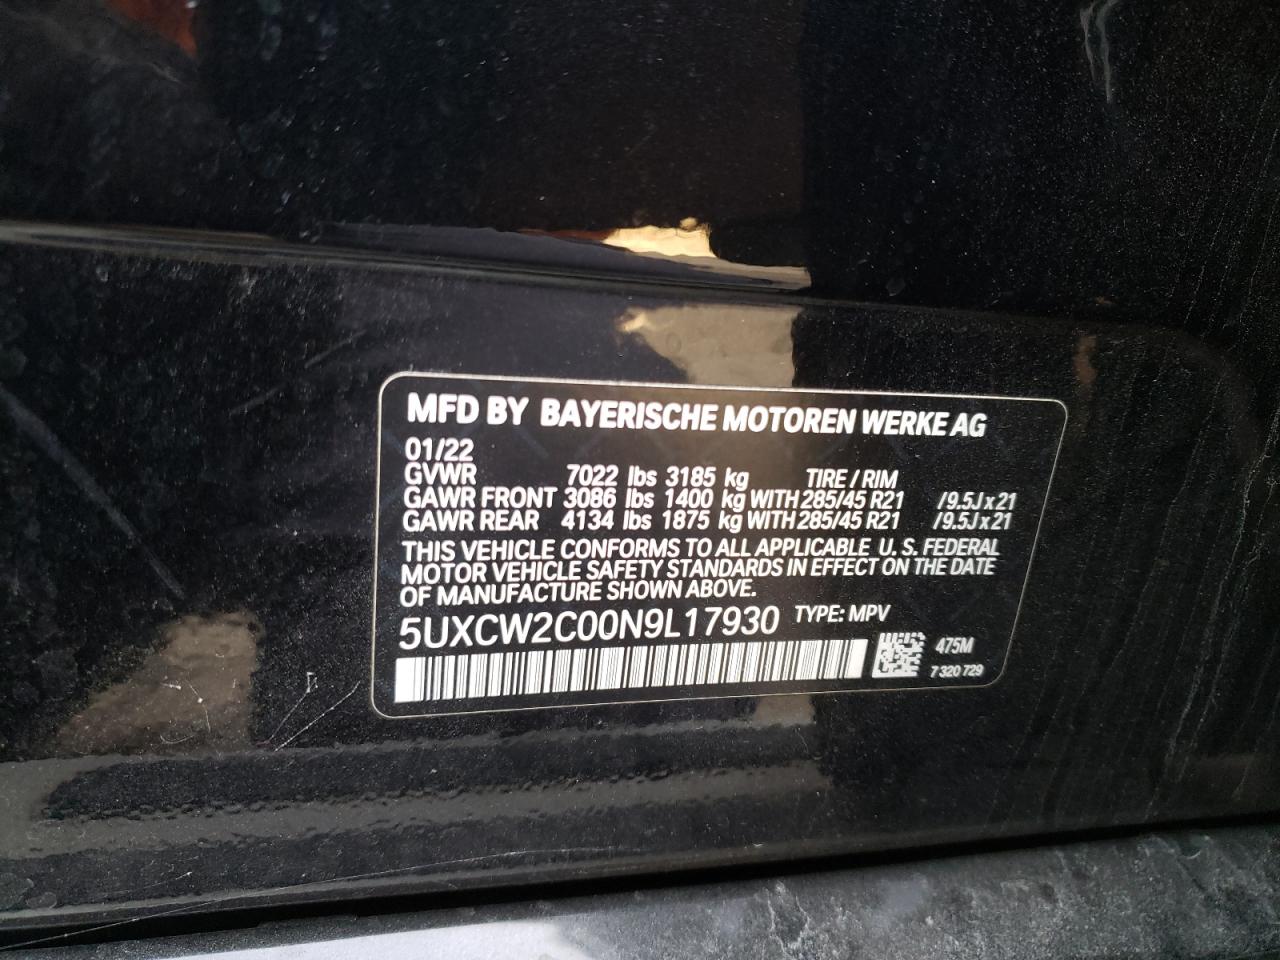 MFD BY BAYERISCHE MOTOREN WERKE AG
01/22
GVWR 7022 lbs 3185 kg TIRE / RIM
GAWR FRONT 3086 lbs 1400 kg WITH 285/45 R21 /9.5J x 21
GAWR REAR 4134 lbs 1875 kg WITH 285/45 R21 /9.5J x 21
THIS VEHICLE CONFORMS TO ALL APPLICABLE U. S. FEDERAL
MOTOR VEHICLE SAFETY STANDARDS IN EFFECT ON THE DATE
OF MANUFACTURE SHOWN ABOVE.
5UXCW2C00N9L17930 TYPE: MPV
475M
7 320 729